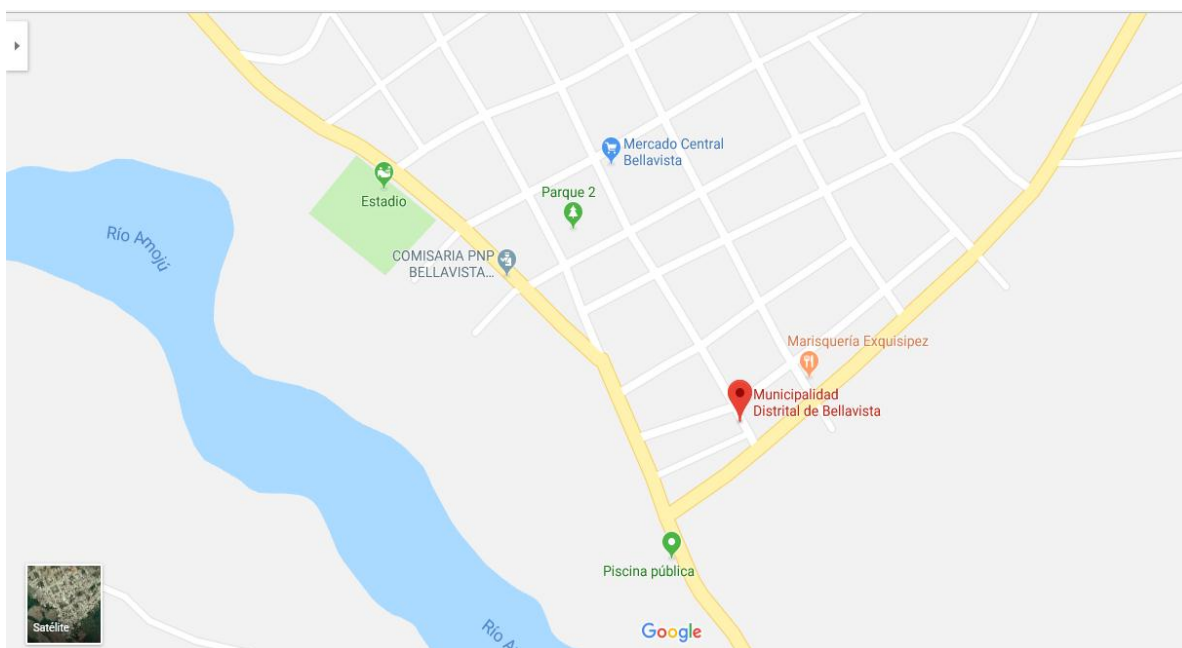 Mercado Central
Bellavista
Parque 2
Estadio
Río Amojú
COMISARIA PNP
BELLAVISTA...
Marisquería Exquisipez
Municipalidad
Distrital de Bellavista
Piscina pública
Satélite
Río A
Google